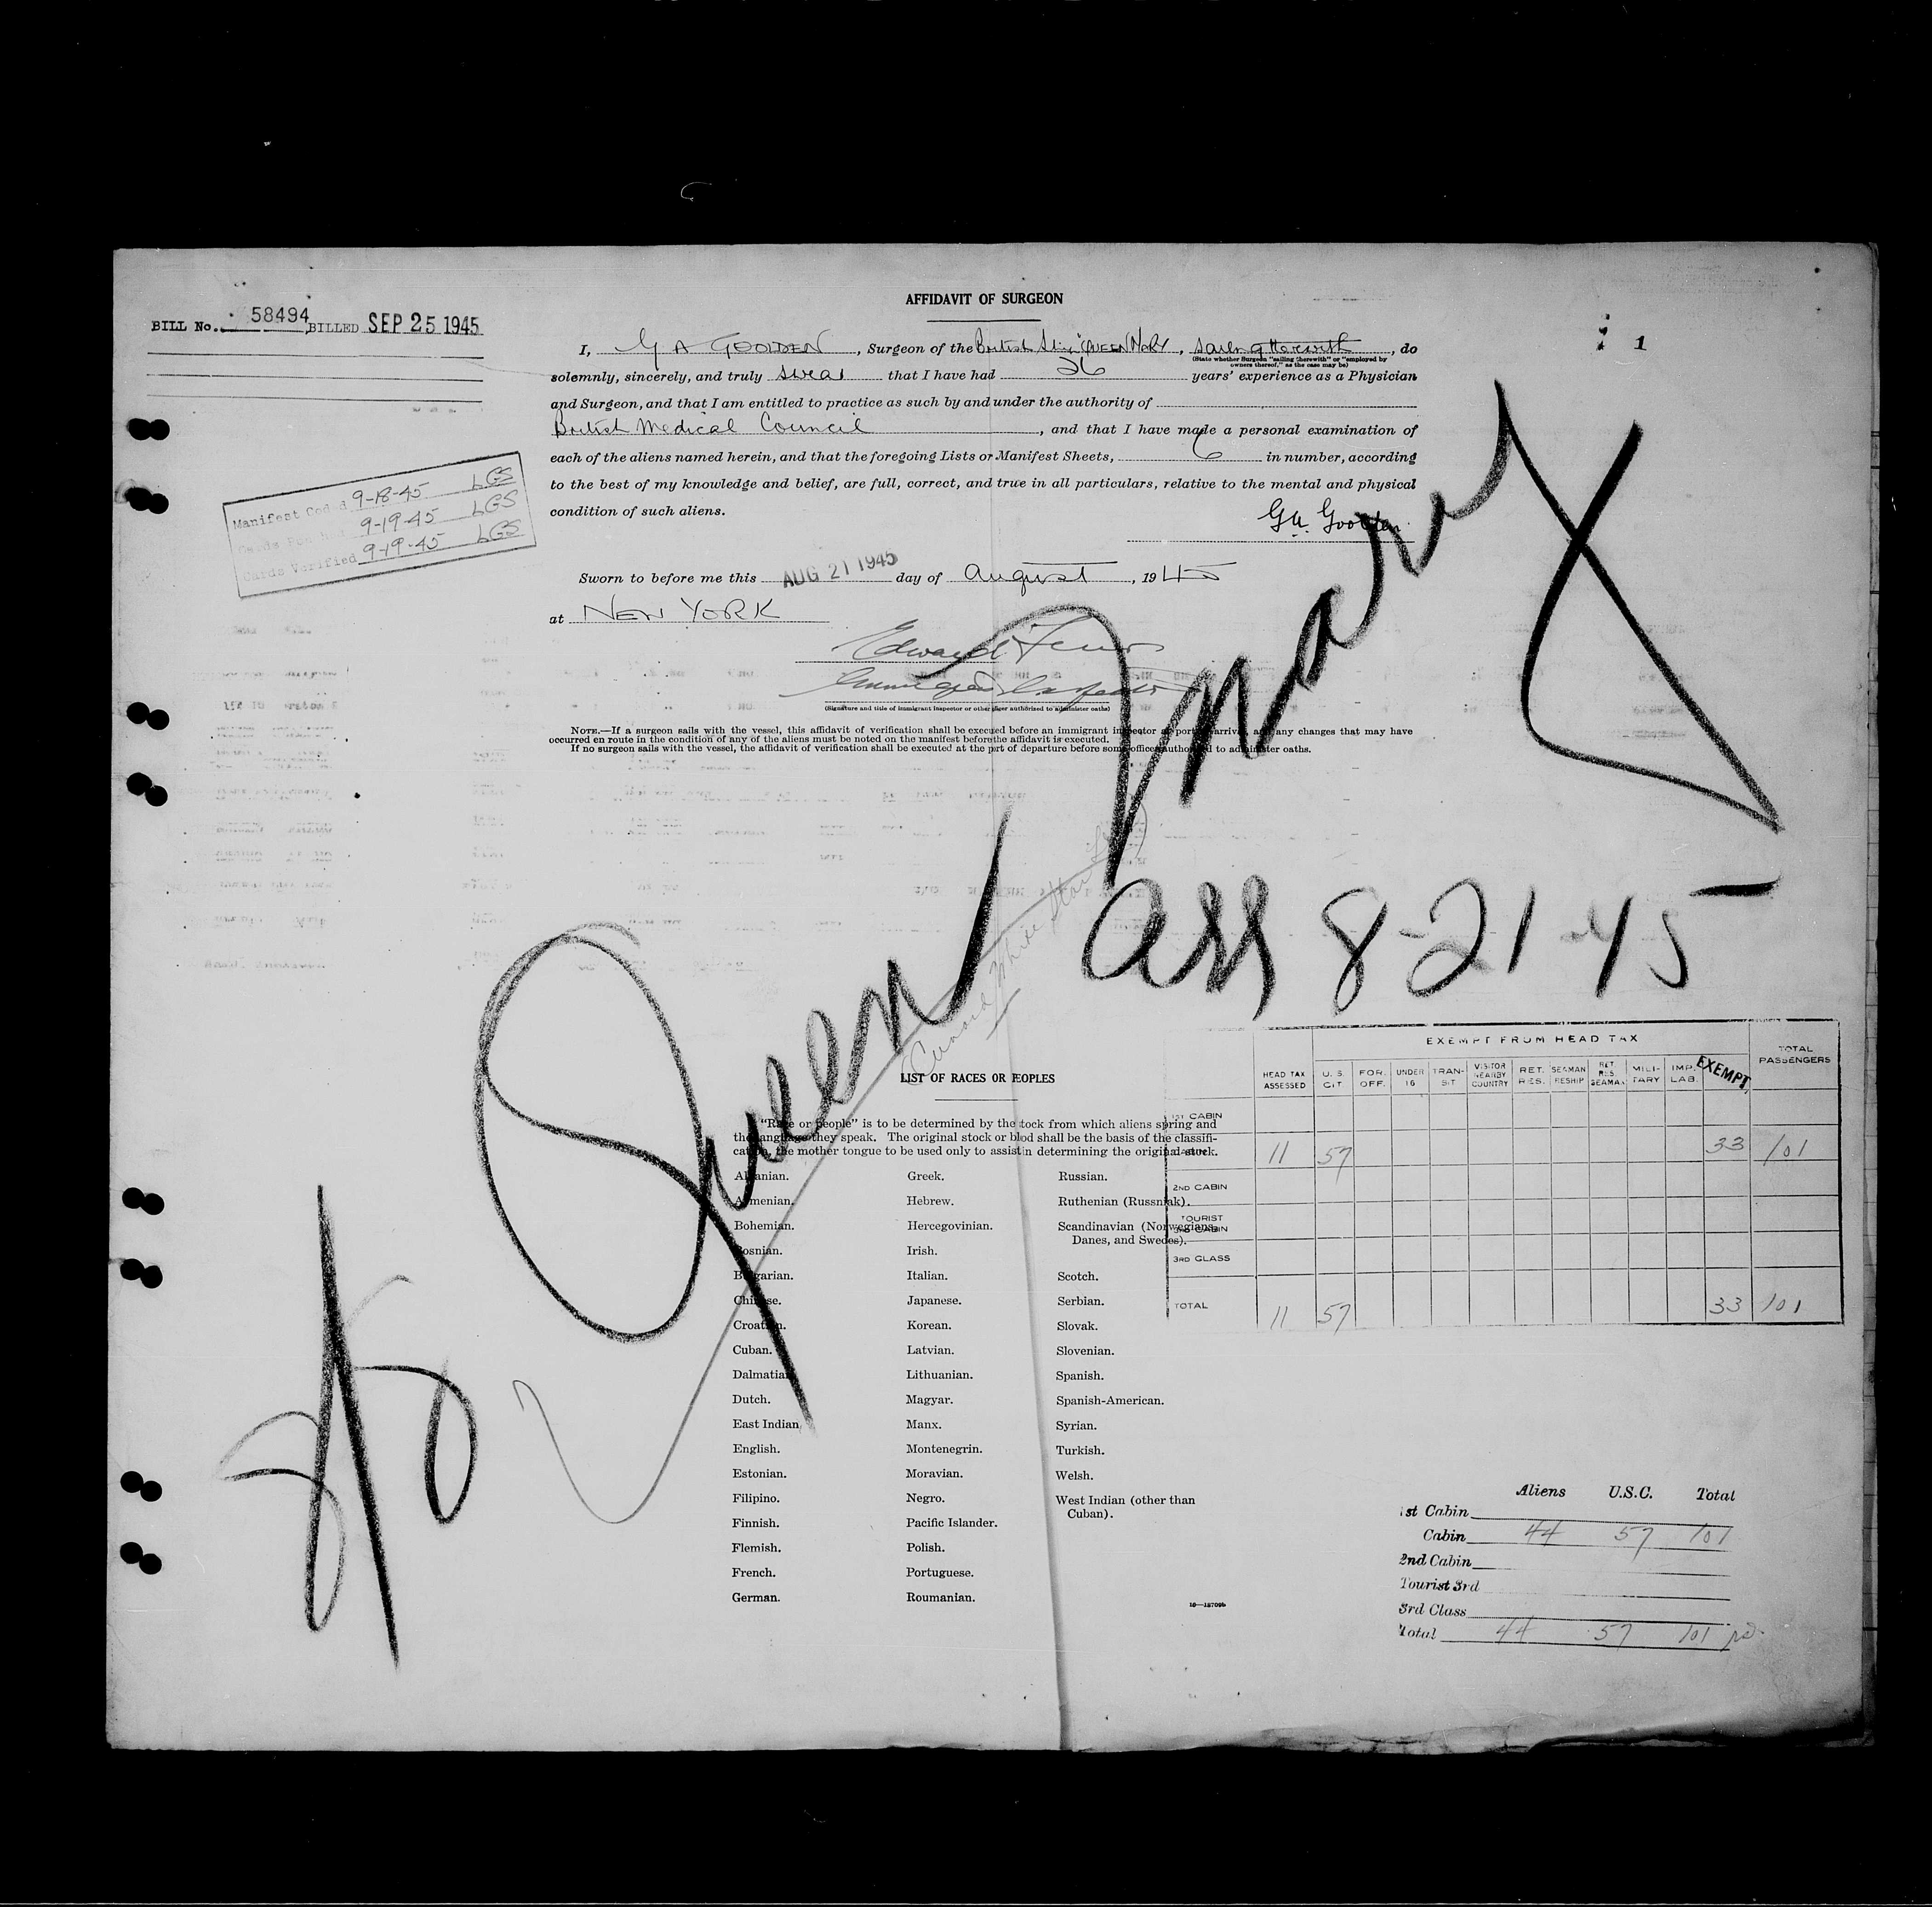 AFFIDAVIT OF SURGEON
BILL No. 58494 BILLED SEP 25 1945
1
I, G A GOOLDEN, Surgeon of the British Ship QUEEN MARY, sailing therewith, do
(State whether Surgeon "sailing therewith" or "employed by
owners thereof," as the case may be)
solemnly, sincerely, and truly swear that I have had 26 years' experience as a Physician
and Surgeon, and that I am entitled to practice as such by and under the authority of
British Medical Council, and that I have made a personal examination of
each of the aliens named herein, and that the foregoing Lists or Manifest Sheets, 6 in number, according
to the best of my knowledge and belief, are full, correct, and true in all particulars, relative to the mental and physical
condition of such aliens.
G.A. Goolden
Manifest Coded 9-18-45 LGS
Cards Pun 9-19-45 LGS
Cards Verified 9-19-45 LGS
Sworn to before me this AUG 21 1945 day of August, 1945
at NEW YORK
Edward
Immigrant Inspector
(Signature and title of immigrant inspector or other officer authorized to administer oaths)
NOTE.—If a surgeon sails with the vessel, this affidavit of verification shall be executed before an immigrant inspector at port of arrival, and any changes that may have
occurred en route in the condition of any of the aliens must be noted on the manifest before the affidavit is executed.
If no surgeon sails with the vessel, the affidavit of verification shall be executed at the port of departure before some officer authorized to administer oaths.
Queen Mary
Cunard White Star
arr 8-21-45
LIST OF RACES OR PEOPLES
"Race or people" is to be determined by the stock from which aliens spring and
the language they speak. The original stock or blood shall be the basis of the classifi-
cation, the mother tongue to be used only to assist in determining the original stock.
Albanian. Greek. Russian.
Armenian. Hebrew. Ruthenian (Russniak).
Bohemian. Hercegovinian. Scandinavian (Norwegians,
Danes, and Swedes).
Bosnian. Irish.
Bulgarian. Italian. Scotch.
Chinese. Japanese. Serbian.
Croatian. Korean. Slovak.
Cuban. Latvian. Slovenian.
Dalmatian. Lithuanian. Spanish.
Dutch. Magyar. Spanish-American.
East Indian. Manx. Syrian.
English. Montenegrin. Turkish.
Estonian. Moravian. Welsh.
Filipino. Negro. West Indian (other than
Cuban).
Finnish. Pacific Islander.
Flemish. Polish.
French. Portuguese.
German. Roumanian.
EXEMPT FROM HEAD TAX
HEAD TAX ASSESSED U.S. CIT. FOR. OFF. UNDER 16 TRAN-SIT VISITOR NEARBY COUNTRY RET. RES. SEAMAN RESHIP RET. RES. SEAMAN MILI-TARY IMP. LAB. EXEMPT TOTAL PASSENGERS
1ST CABIN
CABIN 11 57 33 101
2ND CABIN
TOURIST
3RD CABIN
3RD CLASS
TOTAL 11 57 33 101
Aliens U.S.C. Total
1st Cabin
Cabin 44 57 101
2nd Cabin
Tourist 3rd
3rd Class
Total 44 57 101